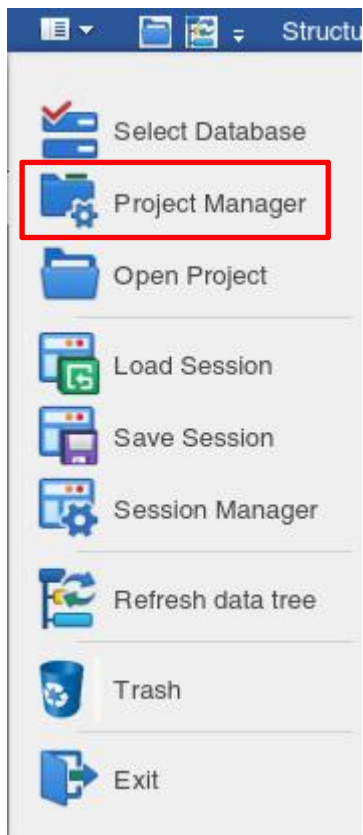 Structu
Select Database
Project Manager
Open Project
Load Session
Save Session
Session Manager
Refresh data tree
Trash
Exit